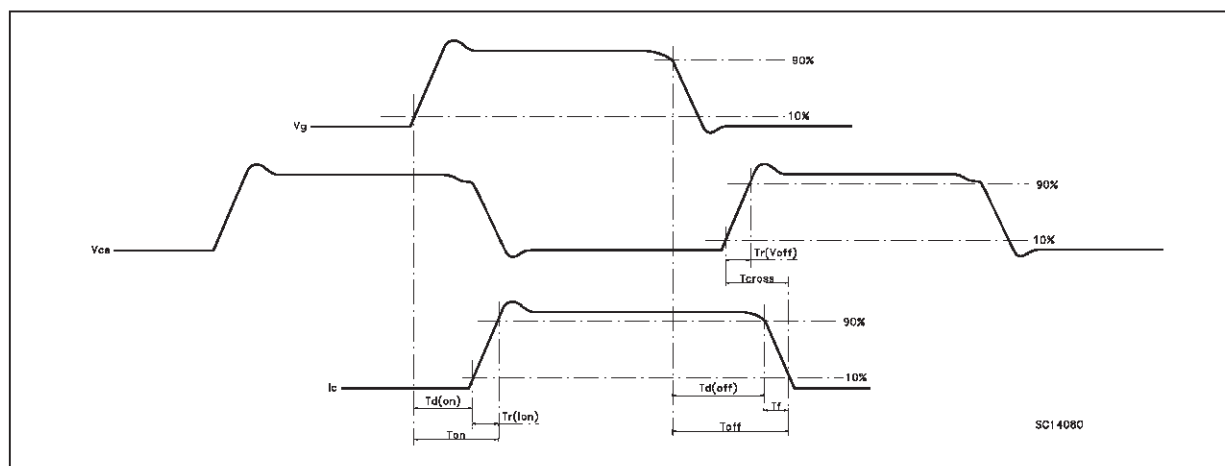 90%
10%
Vg
90%
Vce
10%
Tr(Voff)
Tcross
90%
10%
Ic
Td(on)
Td(off)
Tr(Ion)
Tf
Ton
Toff
SC14080